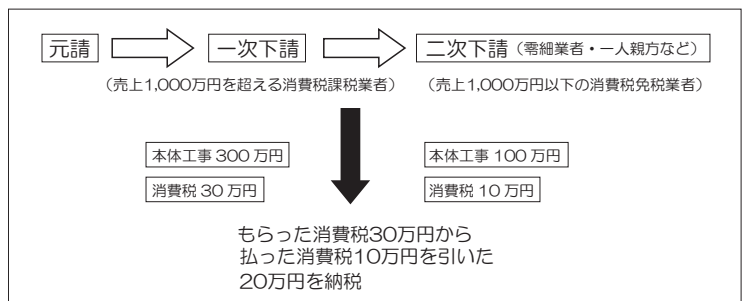 元請 一次下請 二次下請（零細業者・一人親方など）
（売上1,000万円を超える消費税課税業者） （売上1,000万円以下の消費税免税業者）
本体工事 300 万円 本体工事 100 万円
消費税 30 万円 消費税 10 万円
もらった消費税30万円から
払った消費税10万円を引いた
20万円を納税